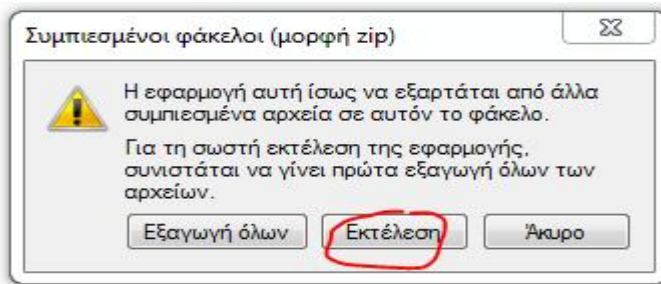 Συμπιεσμένοι φάκελοι (μορφή zip)
Η εφαρμογή αυτή ίσως να εξαρτάται από άλλα
συμπιεσμένα αρχεία σε αυτόν το φάκελο.
Για τη σωστή εκτέλεση της εφαρμογής,
συνιστάται να γίνει πρώτα εξαγωγή όλων των
αρχείων.
Εξαγωγή όλων Εκτέλεση Άκυρο